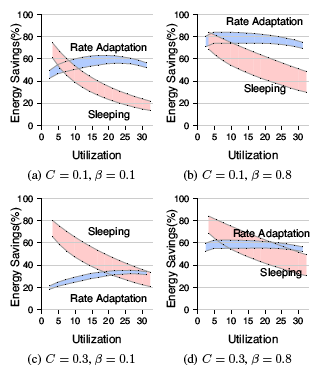 100
80
60
40
20
0
Energy Savings(%)
Rate Adaptation
Sleeping
0 5 10 15 20 25 30
Utilization
(a) C = 0.1, β = 0.1
100
80
60
40
20
0
Energy Savings(%)
Rate Adaptation
Sleeping
0 5 10 15 20 25 30
Utilization
(b) C = 0.1, β = 0.8
100
80
60
40
20
0
Energy Savings(%)
Sleeping
Rate Adaptation
0 5 10 15 20 25 30
Utilization
(c) C = 0.3, β = 0.1
100
80
60
40
20
0
Energy Savings(%)
Rate Adaptation
Sleeping
0 5 10 15 20 25 30
Utilization
(d) C = 0.3, β = 0.8